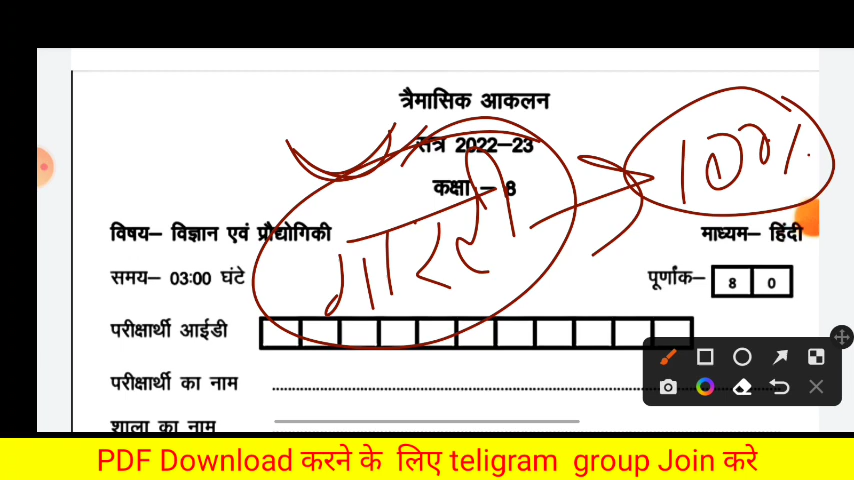 त्रैमासिक आकलन
सत्र 2022–23
कक्षा – 8
100%
विषय– विज्ञान एवं प्रौद्योगिकी
माध्यम– हिंदी
गारंटी
समय– 03:00 घंटे
पूर्णांक– 8 0
परीक्षार्थी आईडी
परीक्षार्थी का नाम
शाला का नाम
PDF Download करने के लिए teligram group Join करे